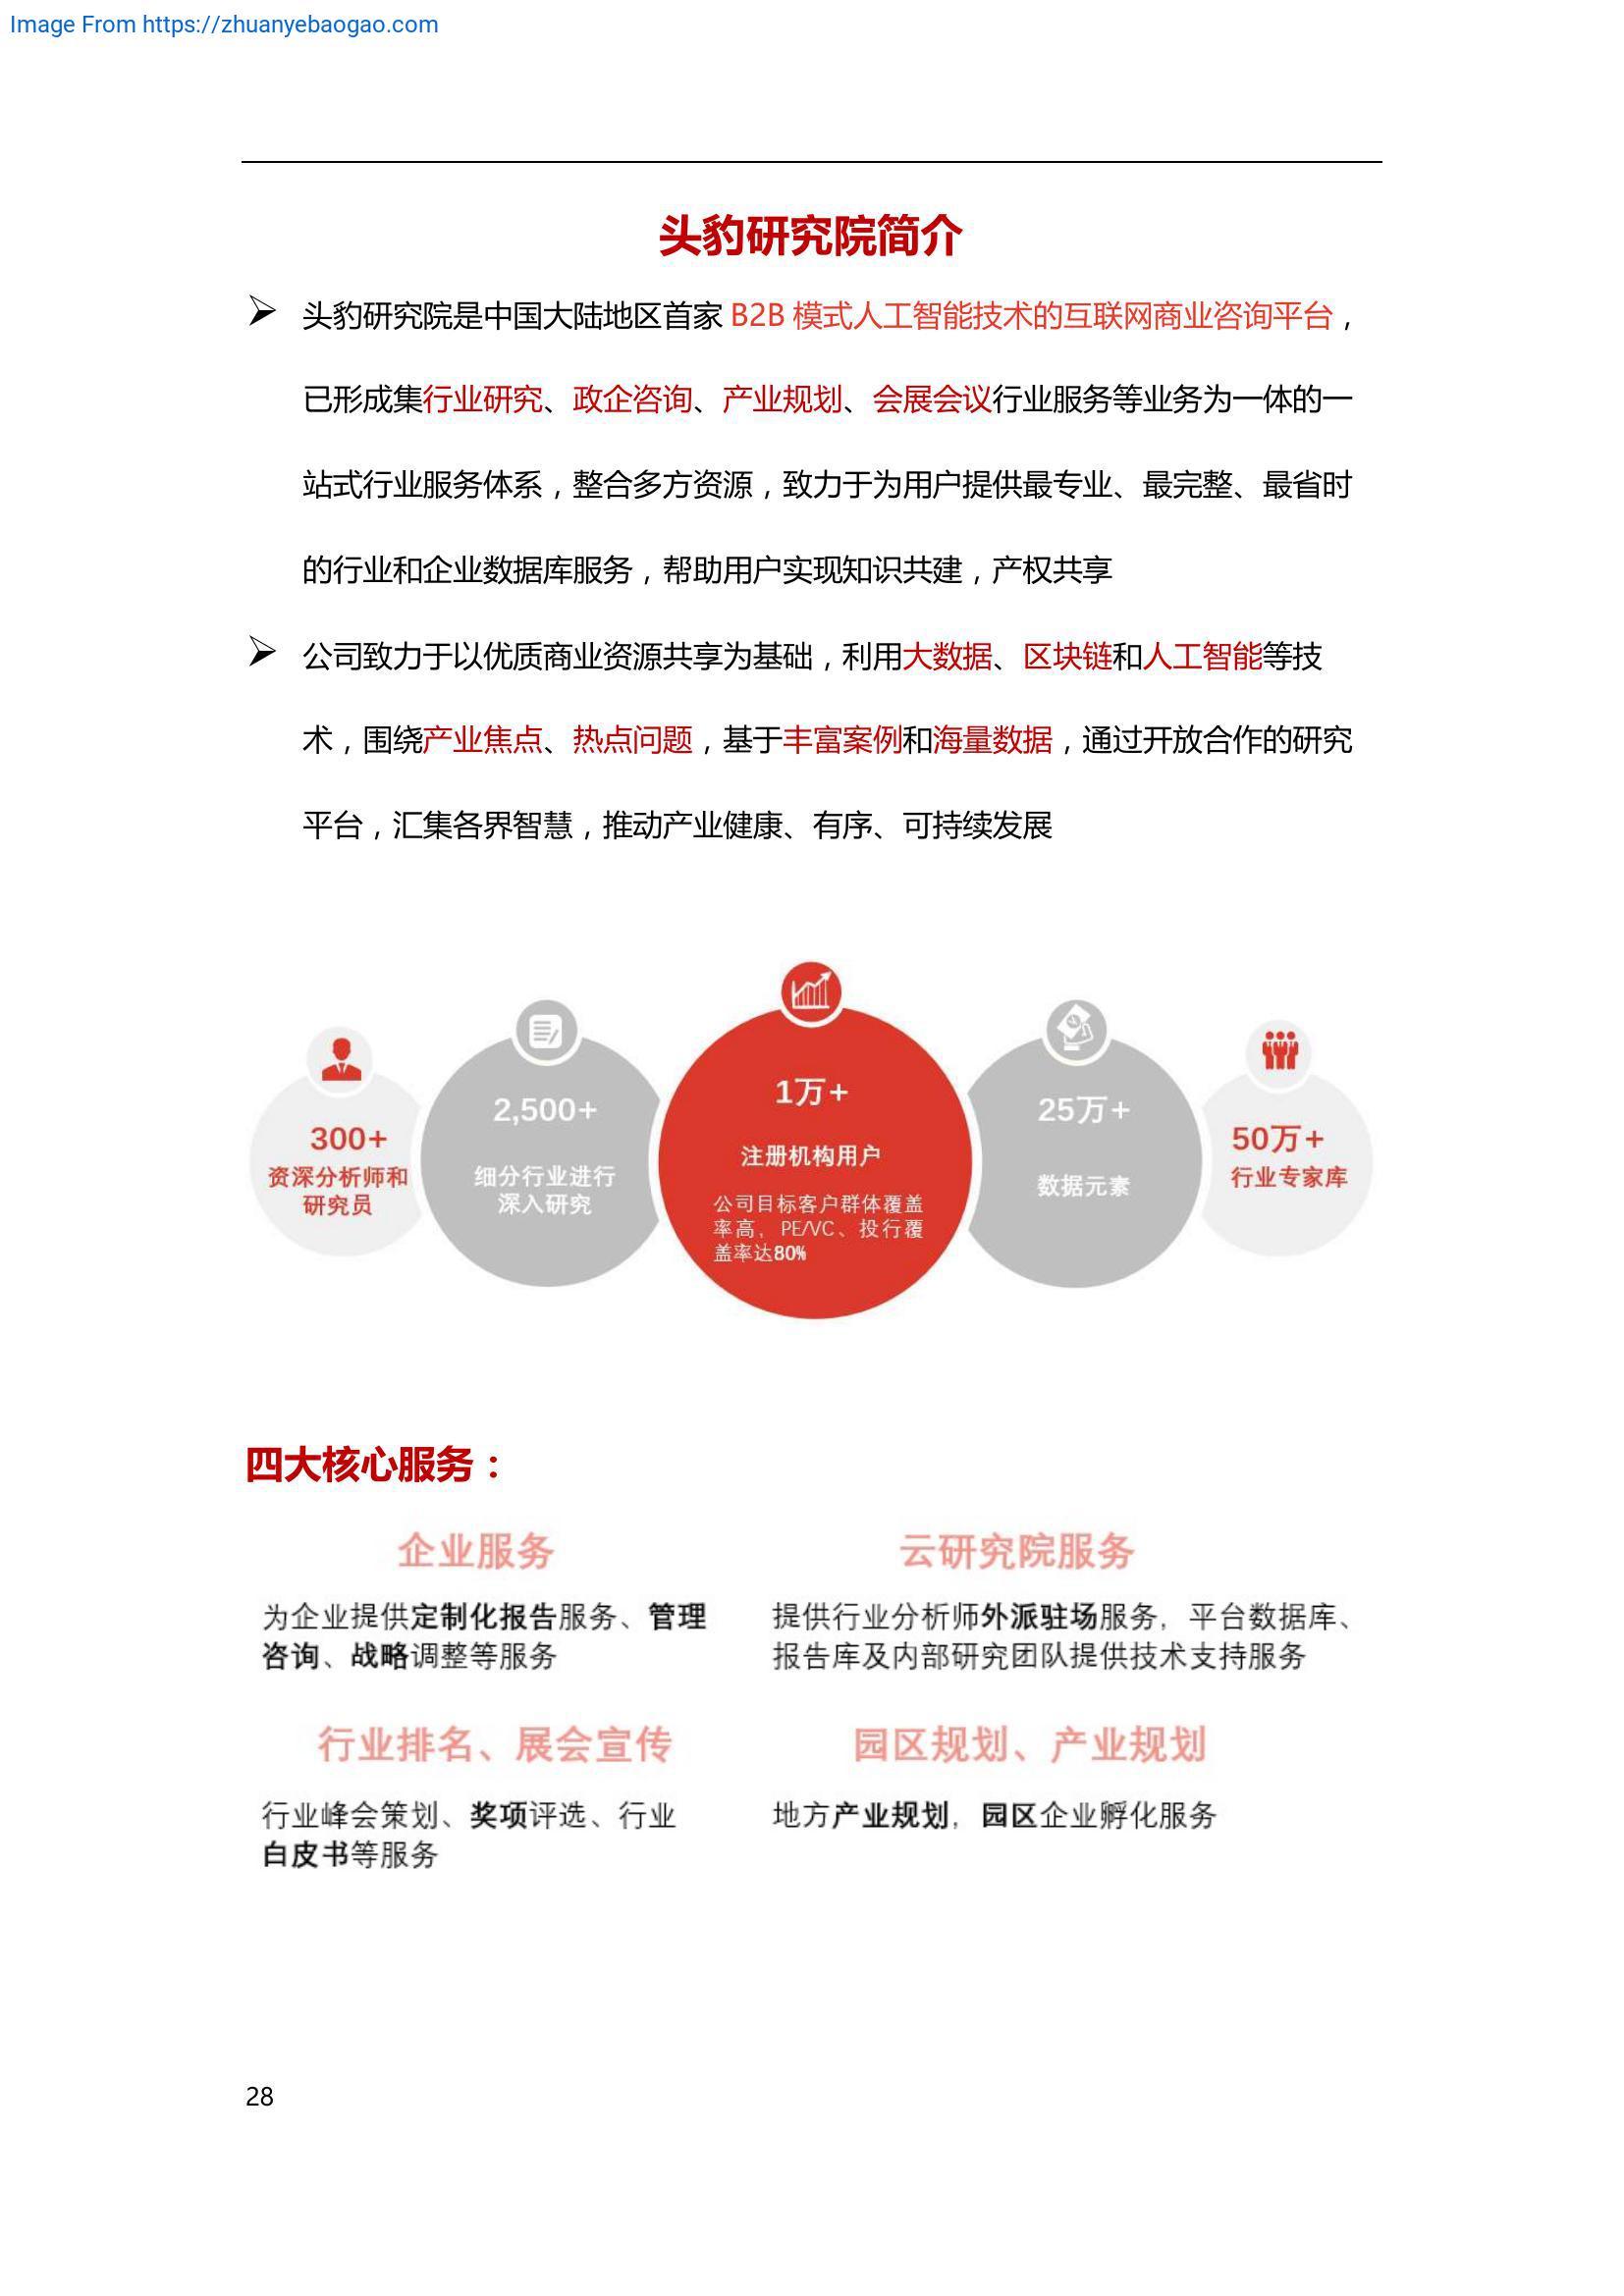 Image From https://zhuanyebaogao.com
头豹研究院简介
➢ 头豹研究院是中国大陆地区首家 B2B 模式人工智能技术的互联网商业咨询平台，
已形成集行业研究、政企咨询、产业规划、会展会议行业服务等业务为一体的一
站式行业服务体系，整合多方资源，致力于为用户提供最专业、最完整、最省时
的行业和企业数据库服务，帮助用户实现知识共建，产权共享
➢ 公司致力于以优质商业资源共享为基础，利用大数据、区块链和人工智能等技
术，围绕产业焦点、热点问题，基于丰富案例和海量数据，通过开放合作的研究
平台，汇集各界智慧，推动产业健康、有序、可持续发展
300+
资深分析师和
研究员
2,500+
细分行业进行
深入研究
1万+
注册机构用户
公司目标客户群体覆盖
率高，PE/VC、投行覆
盖率达80%
25万+
数据元素
50万+
行业专家库
四大核心服务：
企业服务
为企业提供定制化报告服务、管理
咨询、战略调整等服务
云研究院服务
提供行业分析师外派驻场服务，平台数据库、
报告库及内部研究团队提供技术支持服务
行业排名、展会宣传
行业峰会策划、奖项评选、行业
白皮书等服务
园区规划、产业规划
地方产业规划，园区企业孵化服务
28